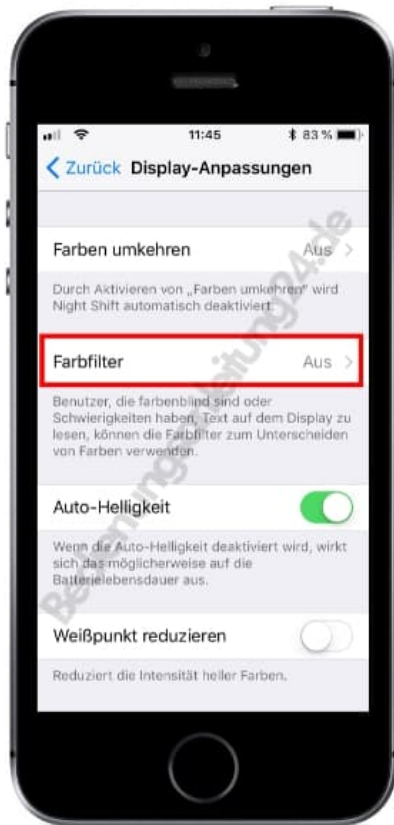 11:45
83 %
Zurück Display-Anpassungen
Farben umkehren Aus
Durch Aktivieren von „Farben umkehren“ wird
Night Shift automatisch deaktiviert.
Farbfilter Aus
Benutzer, die farbenblind sind oder
Schwierigkeiten haben, Text auf dem Display zu
lesen, können die Farbfilter zum Unterscheiden
von Farben verwenden.
Auto-Helligkeit
Wenn die Auto-Helligkeit deaktiviert wird, wirkt
sich das möglicherweise auf die
Batterielebensdauer aus.
Weißpunkt reduzieren
Reduziert die Intensität heller Farben.
Bedienungsanleitung24.de